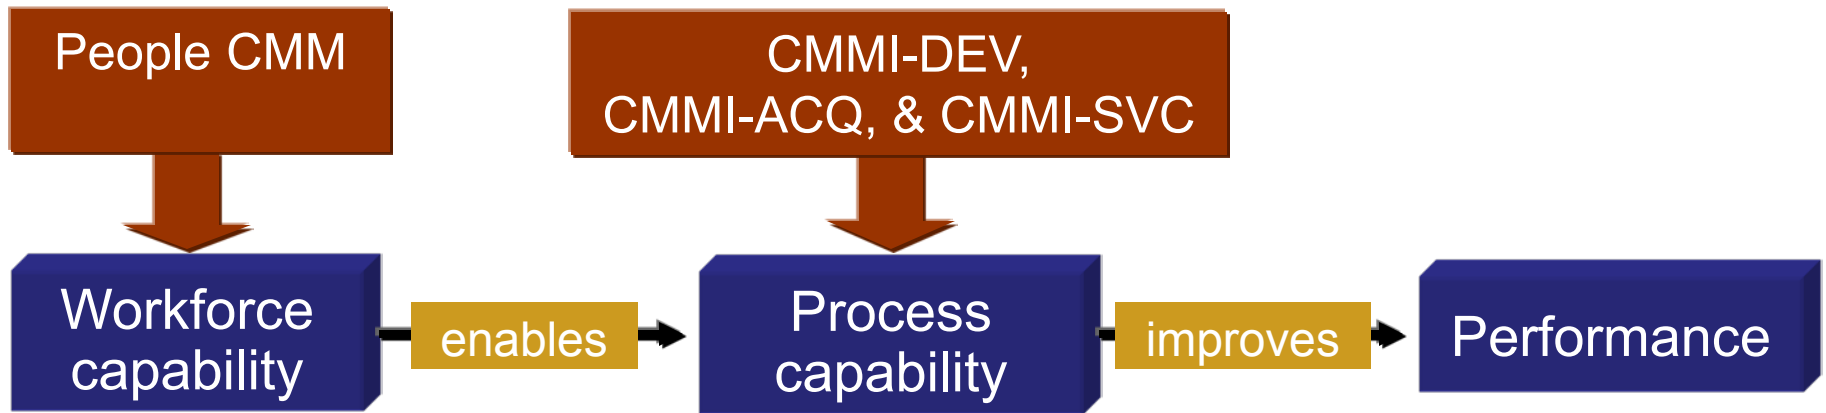 People CMM
CMMI-DEV,
CMMI-ACQ, & CMMI-SVC
Workforce
capability
enables
Process
capability
improves
Performance